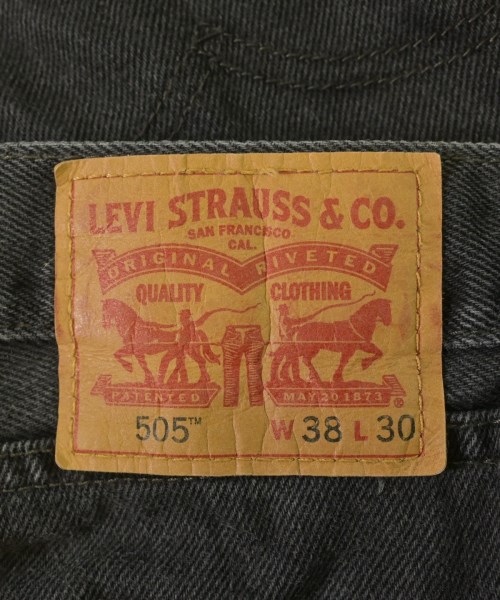 LEVI STRAUSS & CO.
SAN FRANCISCO
CAL.
ORIGINAL RIVETED
QUALITY CLOTHING
PATENTED MAY 20 1873 ®
505™ W 38 L 30